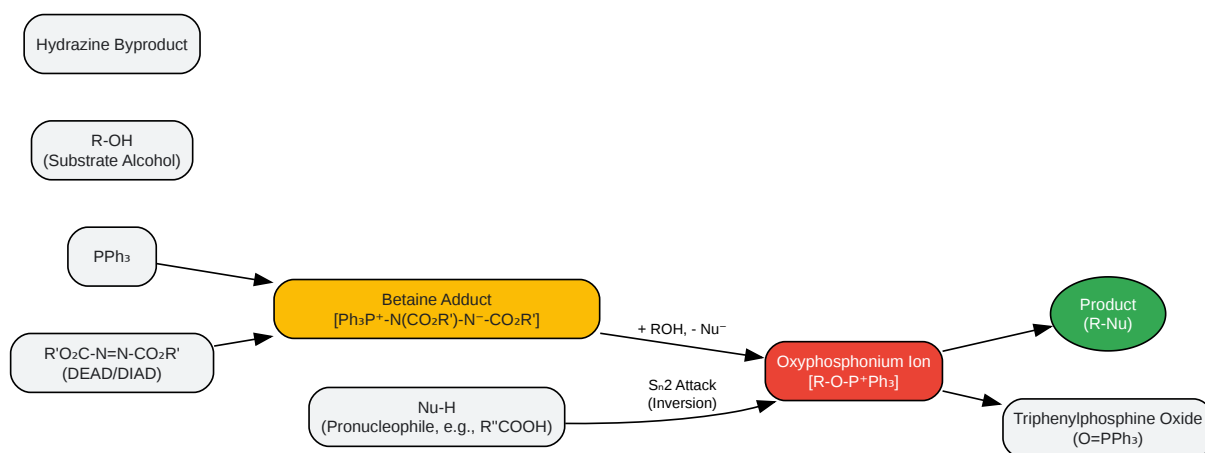 Hydrazine Byproduct
R-OH
(Substrate Alcohol)
PPh₃
R'O₂C-N=N-CO₂R'
(DEAD/DIAD)
Betaine Adduct
[Ph₃P⁺-N(CO₂R')-N⁻-CO₂R']
Nu-H
(Pronucleophile, e.g., R"COOH)
+ ROH, - Nu⁻
Sₙ2 Attack
(Inversion)
Oxyphosphonium Ion
[R-O-P⁺Ph₃]
Product
(R-Nu)
Triphenylphosphine Oxide
(O=PPh₃)